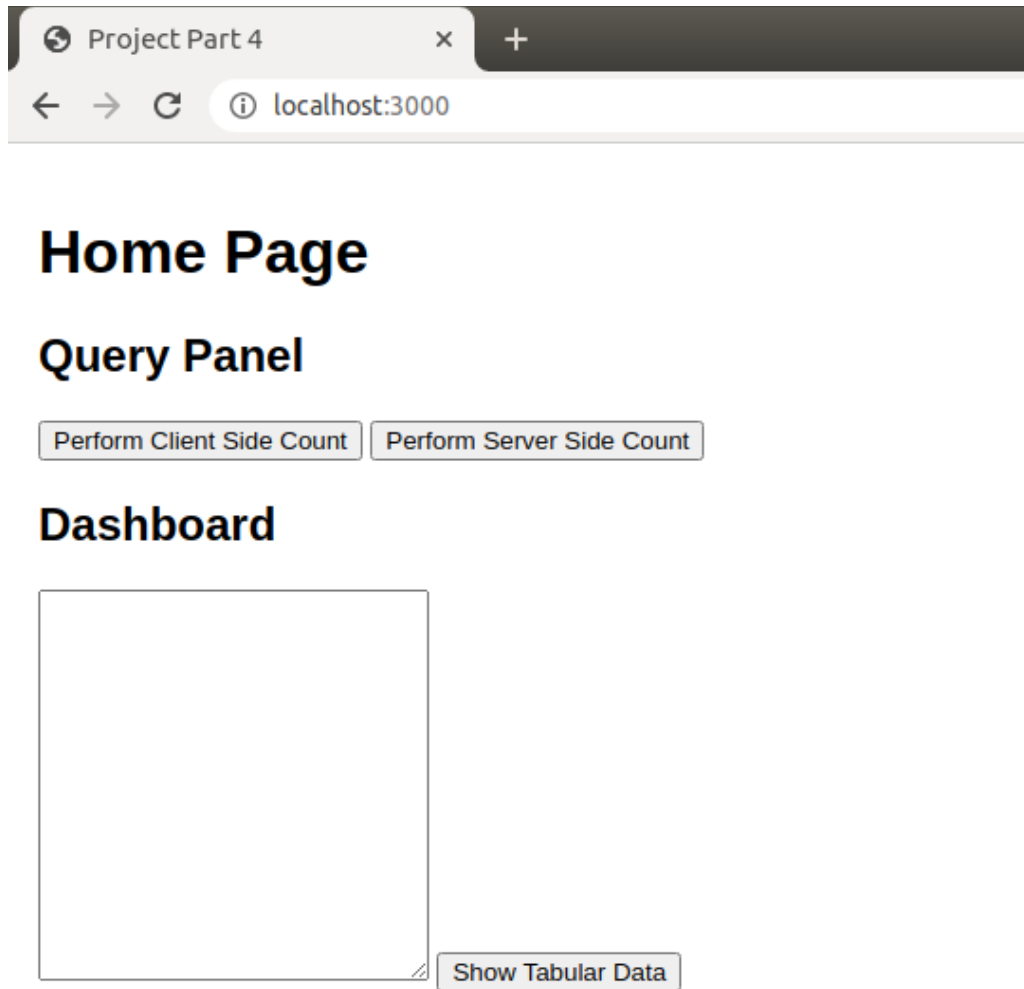 Project Part 4
localhost:3000
Home Page
Query Panel
Perform Client Side Count Perform Server Side Count
Dashboard
Show Tabular Data